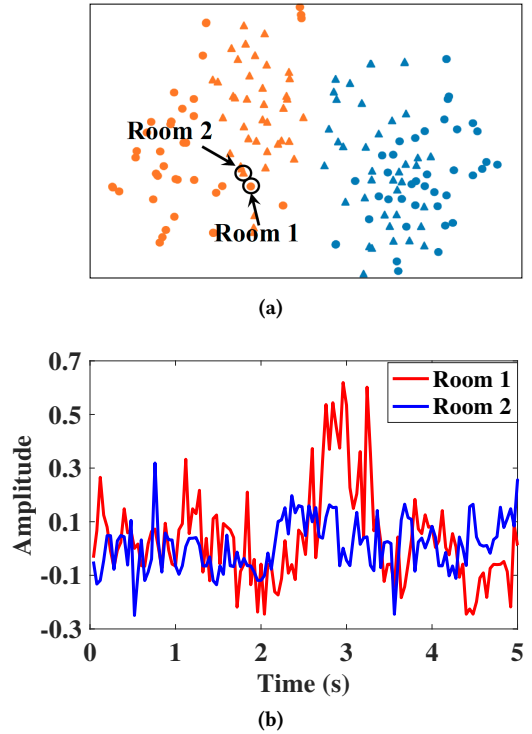 Room 2
Room 1
(a)
0.7
0.5
0.3
0.1
-0.1
-0.3
Amplitude
Room 1
Room 2
0 1 2 3 4 5
Time (s)
(b)